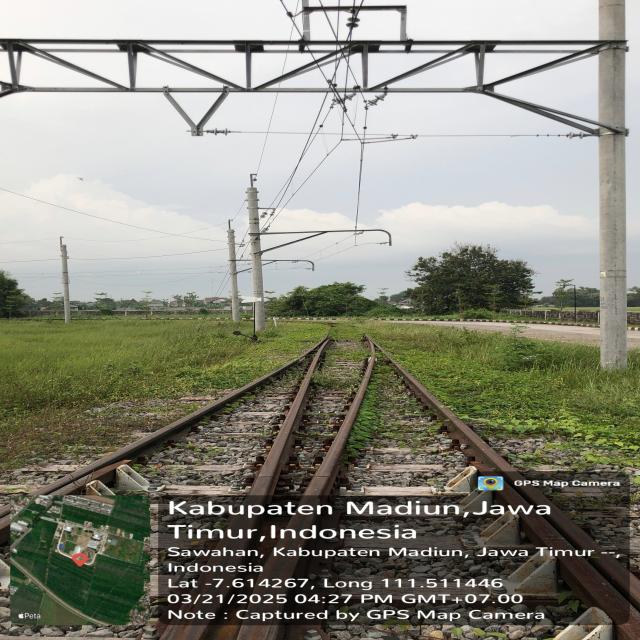 GPS Map Camera
Kabupaten Madiun,Jawa
Timur,Indonesia
Sawahan, Kabupaten Madiun, Jawa Timur --,
Indonesia
Lat -7.614267, Long 111.511446
03/21/2025 04:27 PM GMT+07:00
Note : Captured by GPS Map Camera
Peta